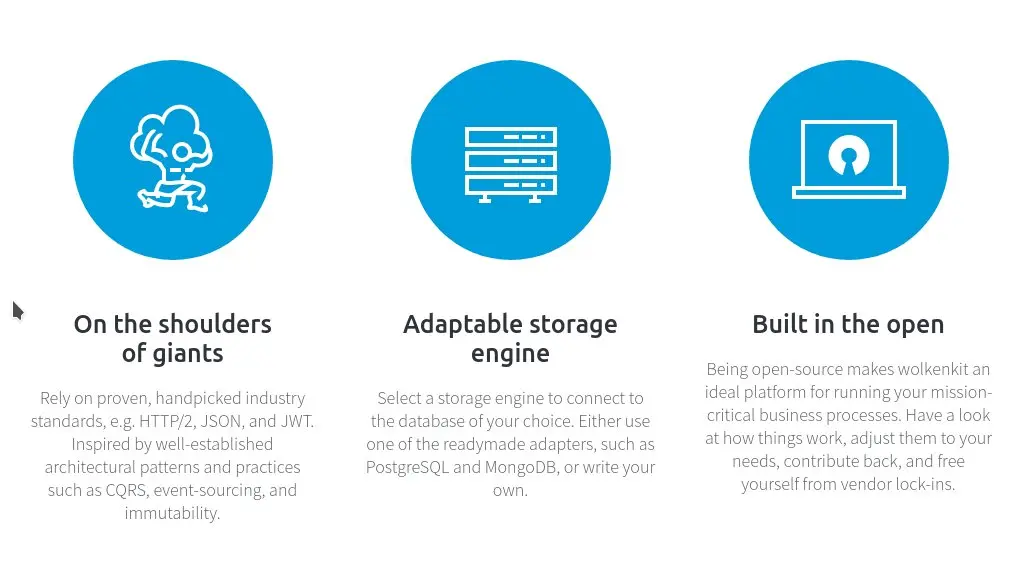 On the shoulders
of giants
Rely on proven, handpicked industry
standards, e.g. HTTP/2, JSON, and JWT.
Inspired by well-established
architectural patterns and practices
such as CQRS, event-sourcing, and
immutability.
Adaptable storage
engine
Select a storage engine to connect to
the database of your choice. Either use
one of the readymade adapters, such as
PostgreSQL and MongoDB, or write your
own.
Built in the open
Being open-source makes wolkenkit an
ideal platform for running your mission-
critical business processes. Have a look
at how things work, adjust them to your
needs, contribute back, and free
yourself from vendor lock-ins.